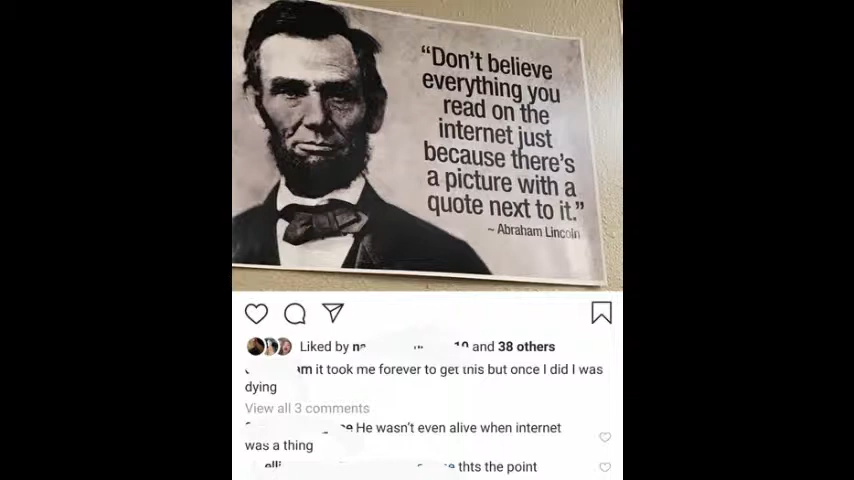 “Don't believe
everything you
read on the
internet just
because there's
a picture with a
quote next to it.”
~ Abraham Lincoln
Liked by
and 38 others
it took me forever to get this but once I did I was
dying
View all 3 comments
He wasn't even alive when internet
was a thing
thts the point